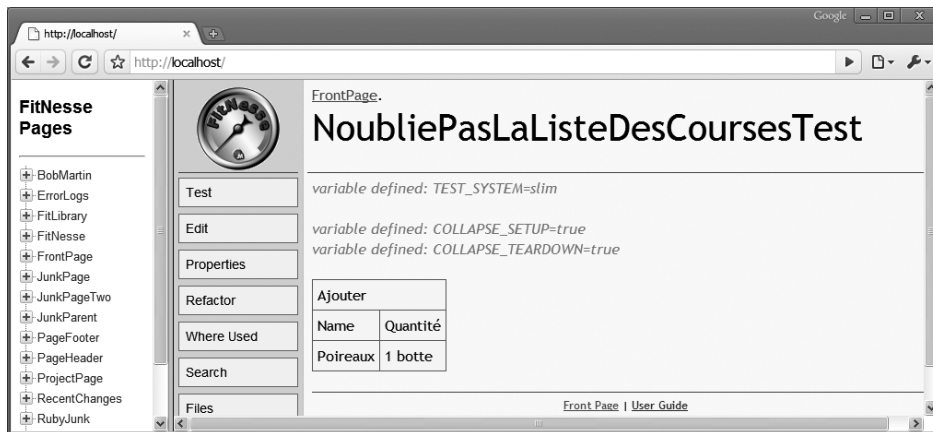 Google
http://localhost/
http://localhost/
FitNesse
Pages
BobMartin
ErrorLogs
FitLibrary
FitNesse
FrontPage
JunkPage
JunkPageTwo
JunkParent
PageFooter
PageHeader
ProjectPage
RecentChanges
RubyJunk
FitNesse
Test
Edit
Properties
Refactor
Where Used
Search
Files
FrontPage.
NoubliePasLaListeDesCoursesTest
variable defined: TEST_SYSTEM=slim
variable defined: COLLAPSE_SETUP=true
variable defined: COLLAPSE_TEARDOWN=true
Ajouter
Name Quantité
Poireaux 1 botte
Front Page | User Guide